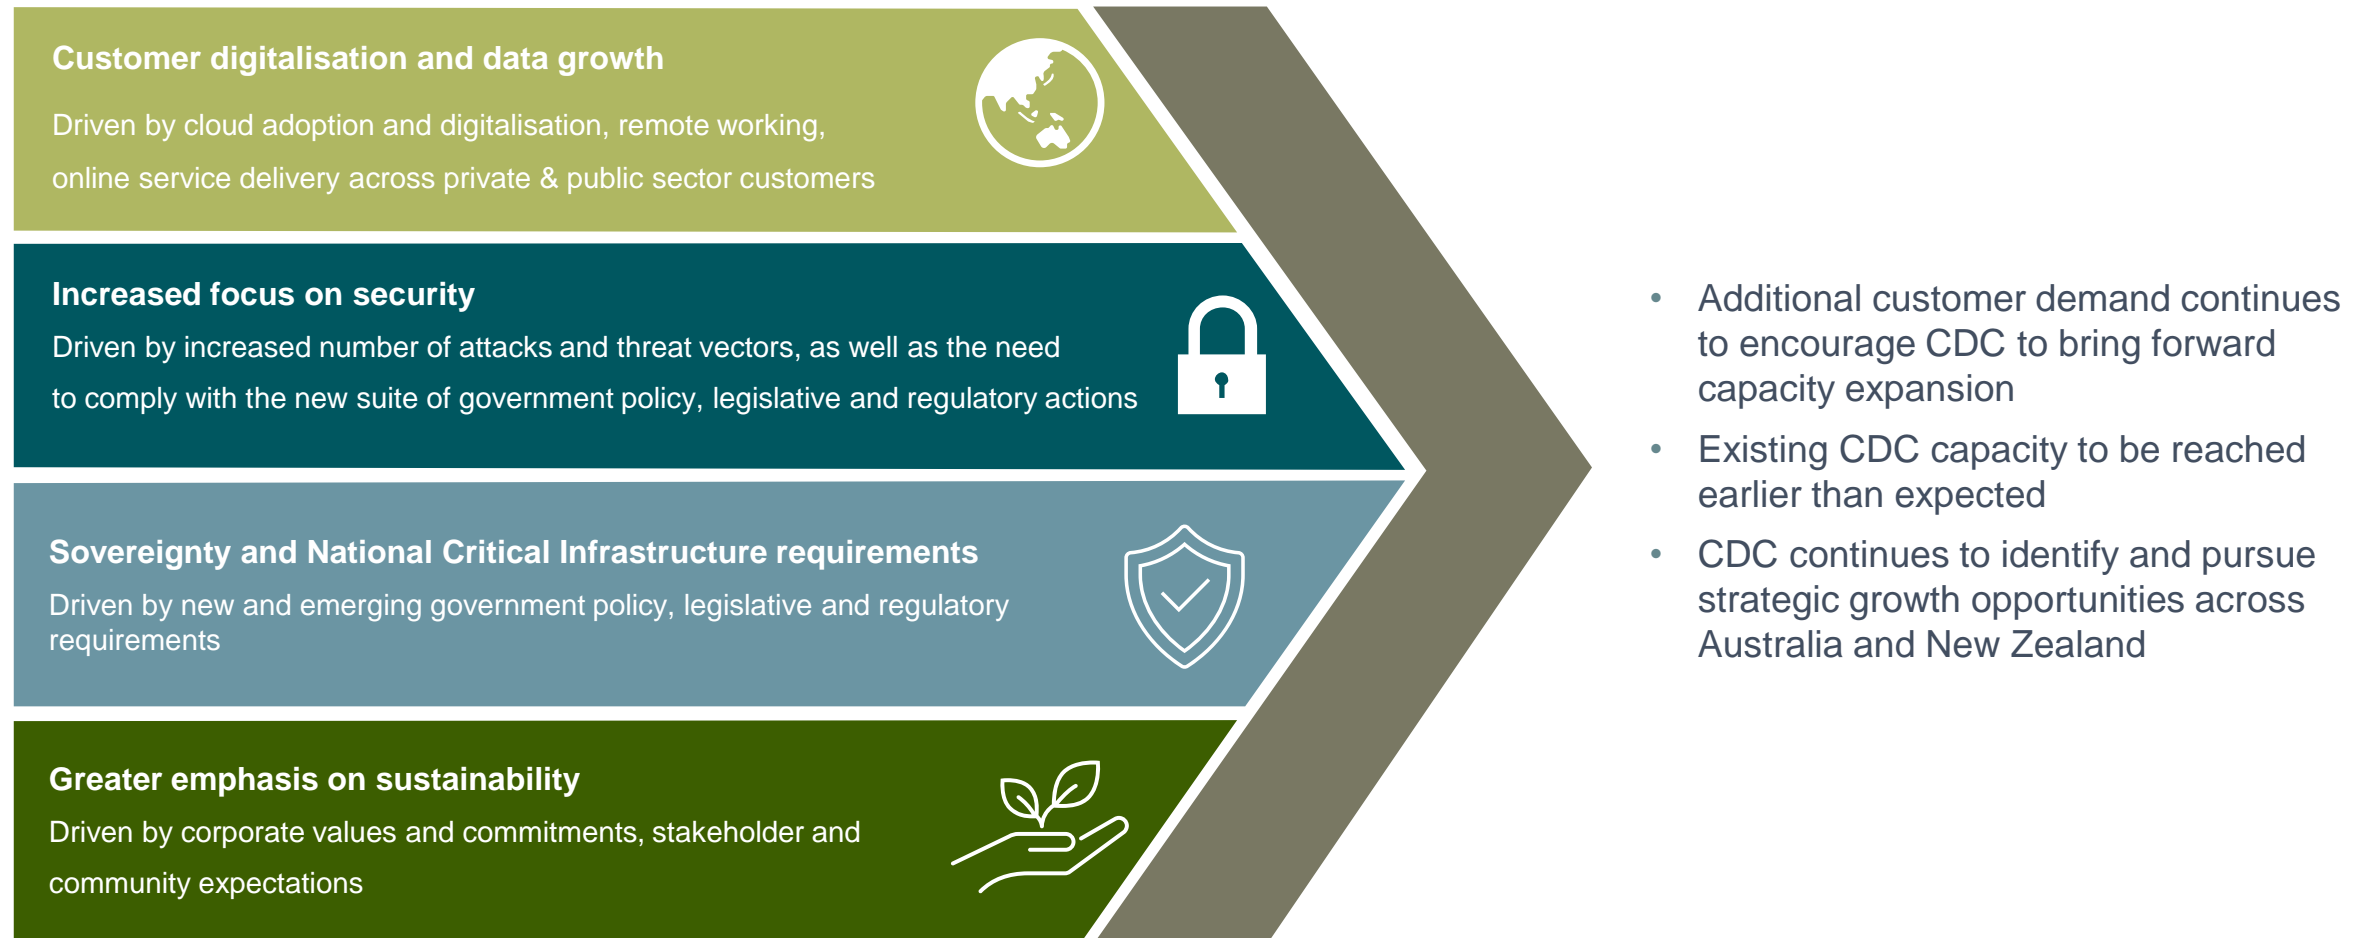 Customer digitalisation and data growth
Driven by cloud adoption and digitalisation, remote working,
online service delivery across private & public sector customers
Increased focus on security
Driven by increased number of attacks and threat vectors, as well as the need
to comply with the new suite of government policy, legislative and regulatory actions
Sovereignty and National Critical Infrastructure requirements
Driven by new and emerging government policy, legislative and regulatory
requirements
Greater emphasis on sustainability
Driven by corporate values and commitments, stakeholder and
community expectations
• Additional customer demand continues
to encourage CDC to bring forward
capacity expansion
• Existing CDC capacity to be reached
earlier than expected
• CDC continues to identify and pursue
strategic growth opportunities across
Australia and New Zealand